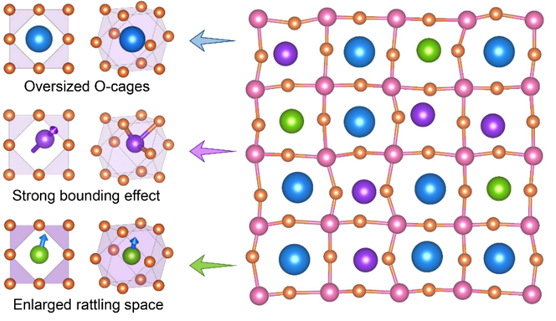 Oversized O-cages
Strong bounding effect
Enlarged rattling space